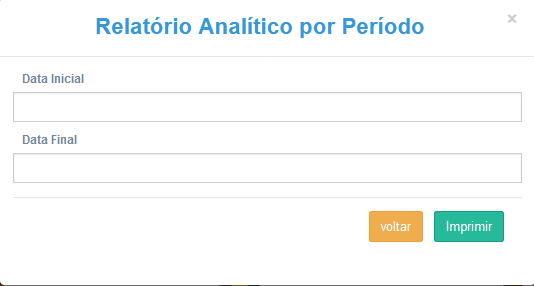 Relatório Analítico por Período
×
Data Inicial
Data Final
voltar Imprimir